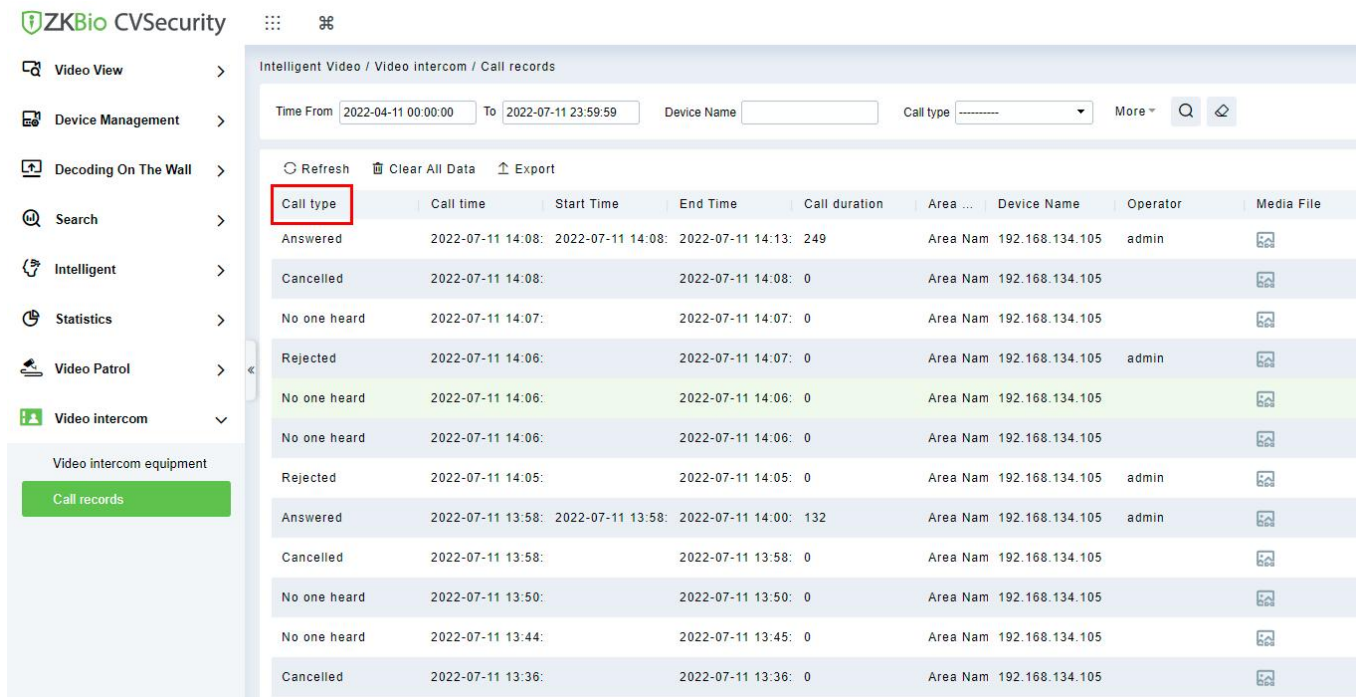 ZKBio CVSecurity
Video View
Device Management
Decoding On The Wall
Search
Intelligent
Statistics
Video Patrol
Video intercom
Video intercom equipment
Call records
Intelligent Video / Video intercom / Call records
Time From 2022-04-11 00:00:00 To 2022-07-11 23:59:59 Device Name Call type ---------- More
Refresh Clear All Data Export
Call type Call time Start Time End Time Call duration Area ... Device Name Operator Media File
Answered 2022-07-11 14:08: 2022-07-11 14:08: 2022-07-11 14:13: 249 Area Nam 192.168.134.105 admin
Cancelled 2022-07-11 14:08: 2022-07-11 14:08: 0 Area Nam 192.168.134.105
No one heard 2022-07-11 14:07: 2022-07-11 14:07: 0 Area Nam 192.168.134.105
Rejected 2022-07-11 14:06: 2022-07-11 14:07: 0 Area Nam 192.168.134.105 admin
No one heard 2022-07-11 14:06: 2022-07-11 14:06: 0 Area Nam 192.168.134.105
No one heard 2022-07-11 14:06: 2022-07-11 14:06: 0 Area Nam 192.168.134.105
Rejected 2022-07-11 14:05: 2022-07-11 14:05: 0 Area Nam 192.168.134.105 admin
Answered 2022-07-11 13:58: 2022-07-11 13:58: 2022-07-11 14:00: 132 Area Nam 192.168.134.105 admin
Cancelled 2022-07-11 13:58: 2022-07-11 13:58: 0 Area Nam 192.168.134.105
No one heard 2022-07-11 13:50: 2022-07-11 13:50: 0 Area Nam 192.168.134.105
No one heard 2022-07-11 13:44: 2022-07-11 13:45: 0 Area Nam 192.168.134.105
Cancelled 2022-07-11 13:36: 2022-07-11 13:36: 0 Area Nam 192.168.134.105